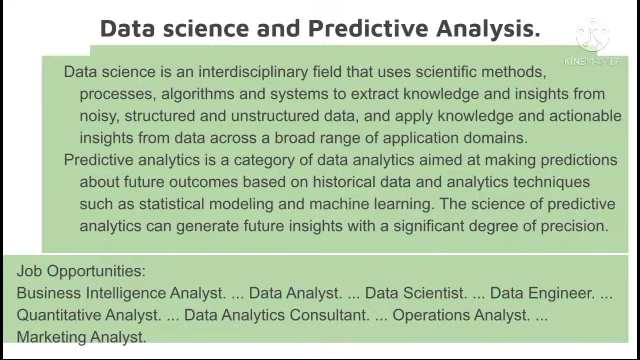 Data science and Predictive Analysis.
K
KINEMASTER
Data science is an interdisciplinary field that uses scientific methods,
processes, algorithms and systems to extract knowledge and insights from
noisy, structured and unstructured data, and apply knowledge and actionable
insights from data across a broad range of application domains.
Predictive analytics is a category of data analytics aimed at making predictions
about future outcomes based on historical data and analytics techniques
such as statistical modeling and machine learning. The science of predictive
analytics can generate future insights with a significant degree of precision.
Job Opportunities:
Business Intelligence Analyst. ... Data Analyst. ... Data Scientist. ... Data Engineer. ...
Quantitative Analyst. ... Data Analytics Consultant. ... Operations Analyst. ...
Marketing Analyst.